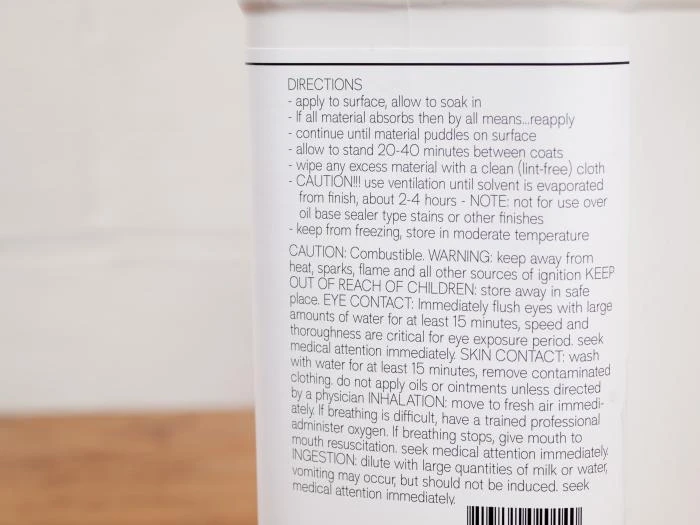 DIRECTIONS
- apply to surface, allow to soak in
- If all material absorbs then by all means...reapply
- continue until material puddles on surface
- allow to stand 20-40 minutes between coats
- wipe any excess material with a clean (lint-free) cloth
- CAUTION!!! use ventilation until solvent is evaporated
from finish, about 2-4 hours - NOTE: not for use over
oil base sealer type stains or other finishes
- keep from freezing, store in moderate temperature
CAUTION: Combustible. WARNING: keep away from
heat, sparks, flame and all other sources of ignition KEEP
OUT OF REACH OF CHILDREN: store away in safe
place. EYE CONTACT: Immediately flush eyes with large
amounts of water for at least 15 minutes, speed and
thoroughness are critical for eye exposure period. seek
medical attention immediately. SKIN CONTACT: wash
with water for at least 15 minutes, remove contaminated
clothing. do not apply oils or ointments unless directed
by a physician INHALATION: move to fresh air immedi-
ately. If breathing is difficult, have a trained professional
administer oxygen. If breathing stops, give mouth to
mouth resuscitation. seek medical attention immediately.
INGESTION: dilute with large quantities of milk or water,
vomiting may occur, but should not be induced. seek
medical attention immediately.